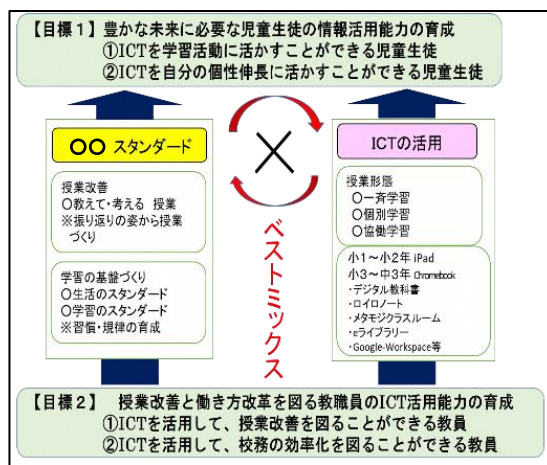 【目標１】豊かな未来に必要な児童生徒の情報活用能力の育成
①ICTを学習活動に活かすことができる児童生徒
②ICTを自分の個性伸長に活かすことができる児童生徒
〇〇 スタンダード
授業改善
〇教えて・考える 授業
※振り返りの姿から授業
づくり
学習の基盤づくり
〇生活のスタンダード
〇学習のスタンダード
※習慣・規律の育成
×
ベストミックス
ICTの活用
授業形態
〇一斉学習
〇個別学習
〇協働学習
小1～小2年 iPad
小3～中3年 Chromebook
・デジタル教科書
・ロイロノート
・メタモジクラスルーム
・eライブラリー
・Google-Workspace等
【目標２】 授業改善と働き方改革を図る教職員のICT活用能力の育成
①ICTを活用して、授業改善を図ることができる教員
②ICTを活用して、校務の効率化を図ることができる教員